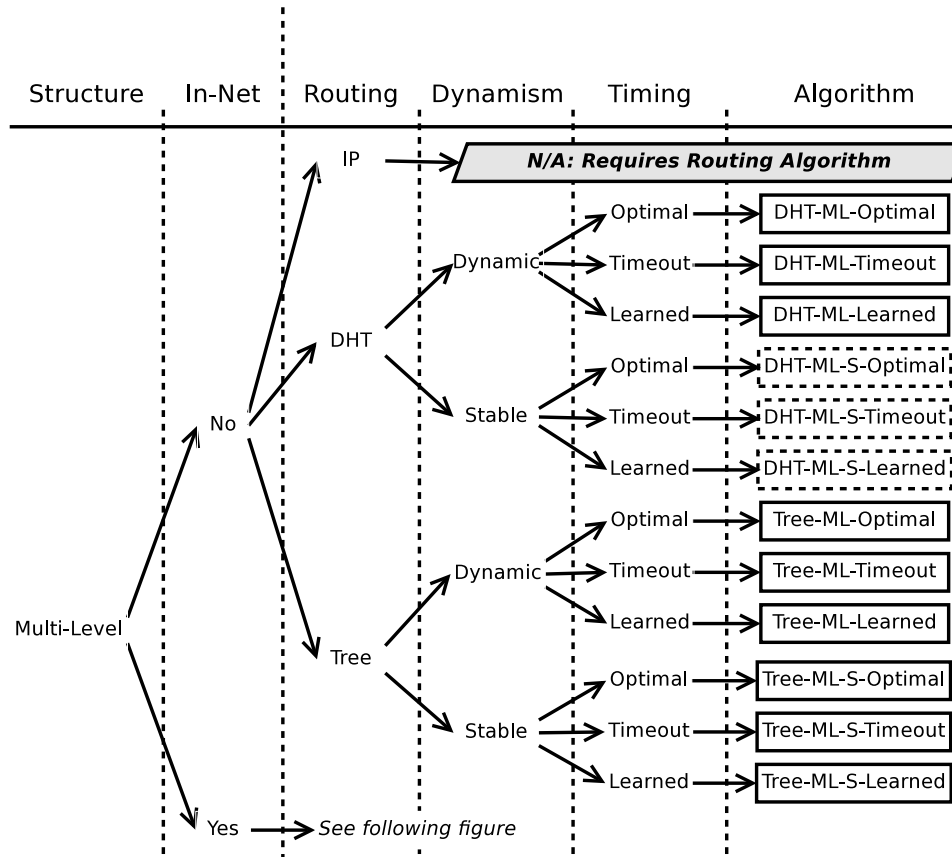 Structure In-Net Routing Dynamism Timing Algorithm
IP N/A: Requires Routing Algorithm
Optimal DHT-ML-Optimal
Dynamic Timeout DHT-ML-Timeout
Learned DHT-ML-Learned
DHT
Optimal DHT-ML-S-Optimal
Stable Timeout DHT-ML-S-Timeout
No
Learned DHT-ML-S-Learned
Optimal Tree-ML-Optimal
Dynamic Timeout Tree-ML-Timeout
Learned Tree-ML-Learned
Multi-Level
Tree
Optimal Tree-ML-S-Optimal
Stable Timeout Tree-ML-S-Timeout
Learned Tree-ML-S-Learned
Yes See following figure